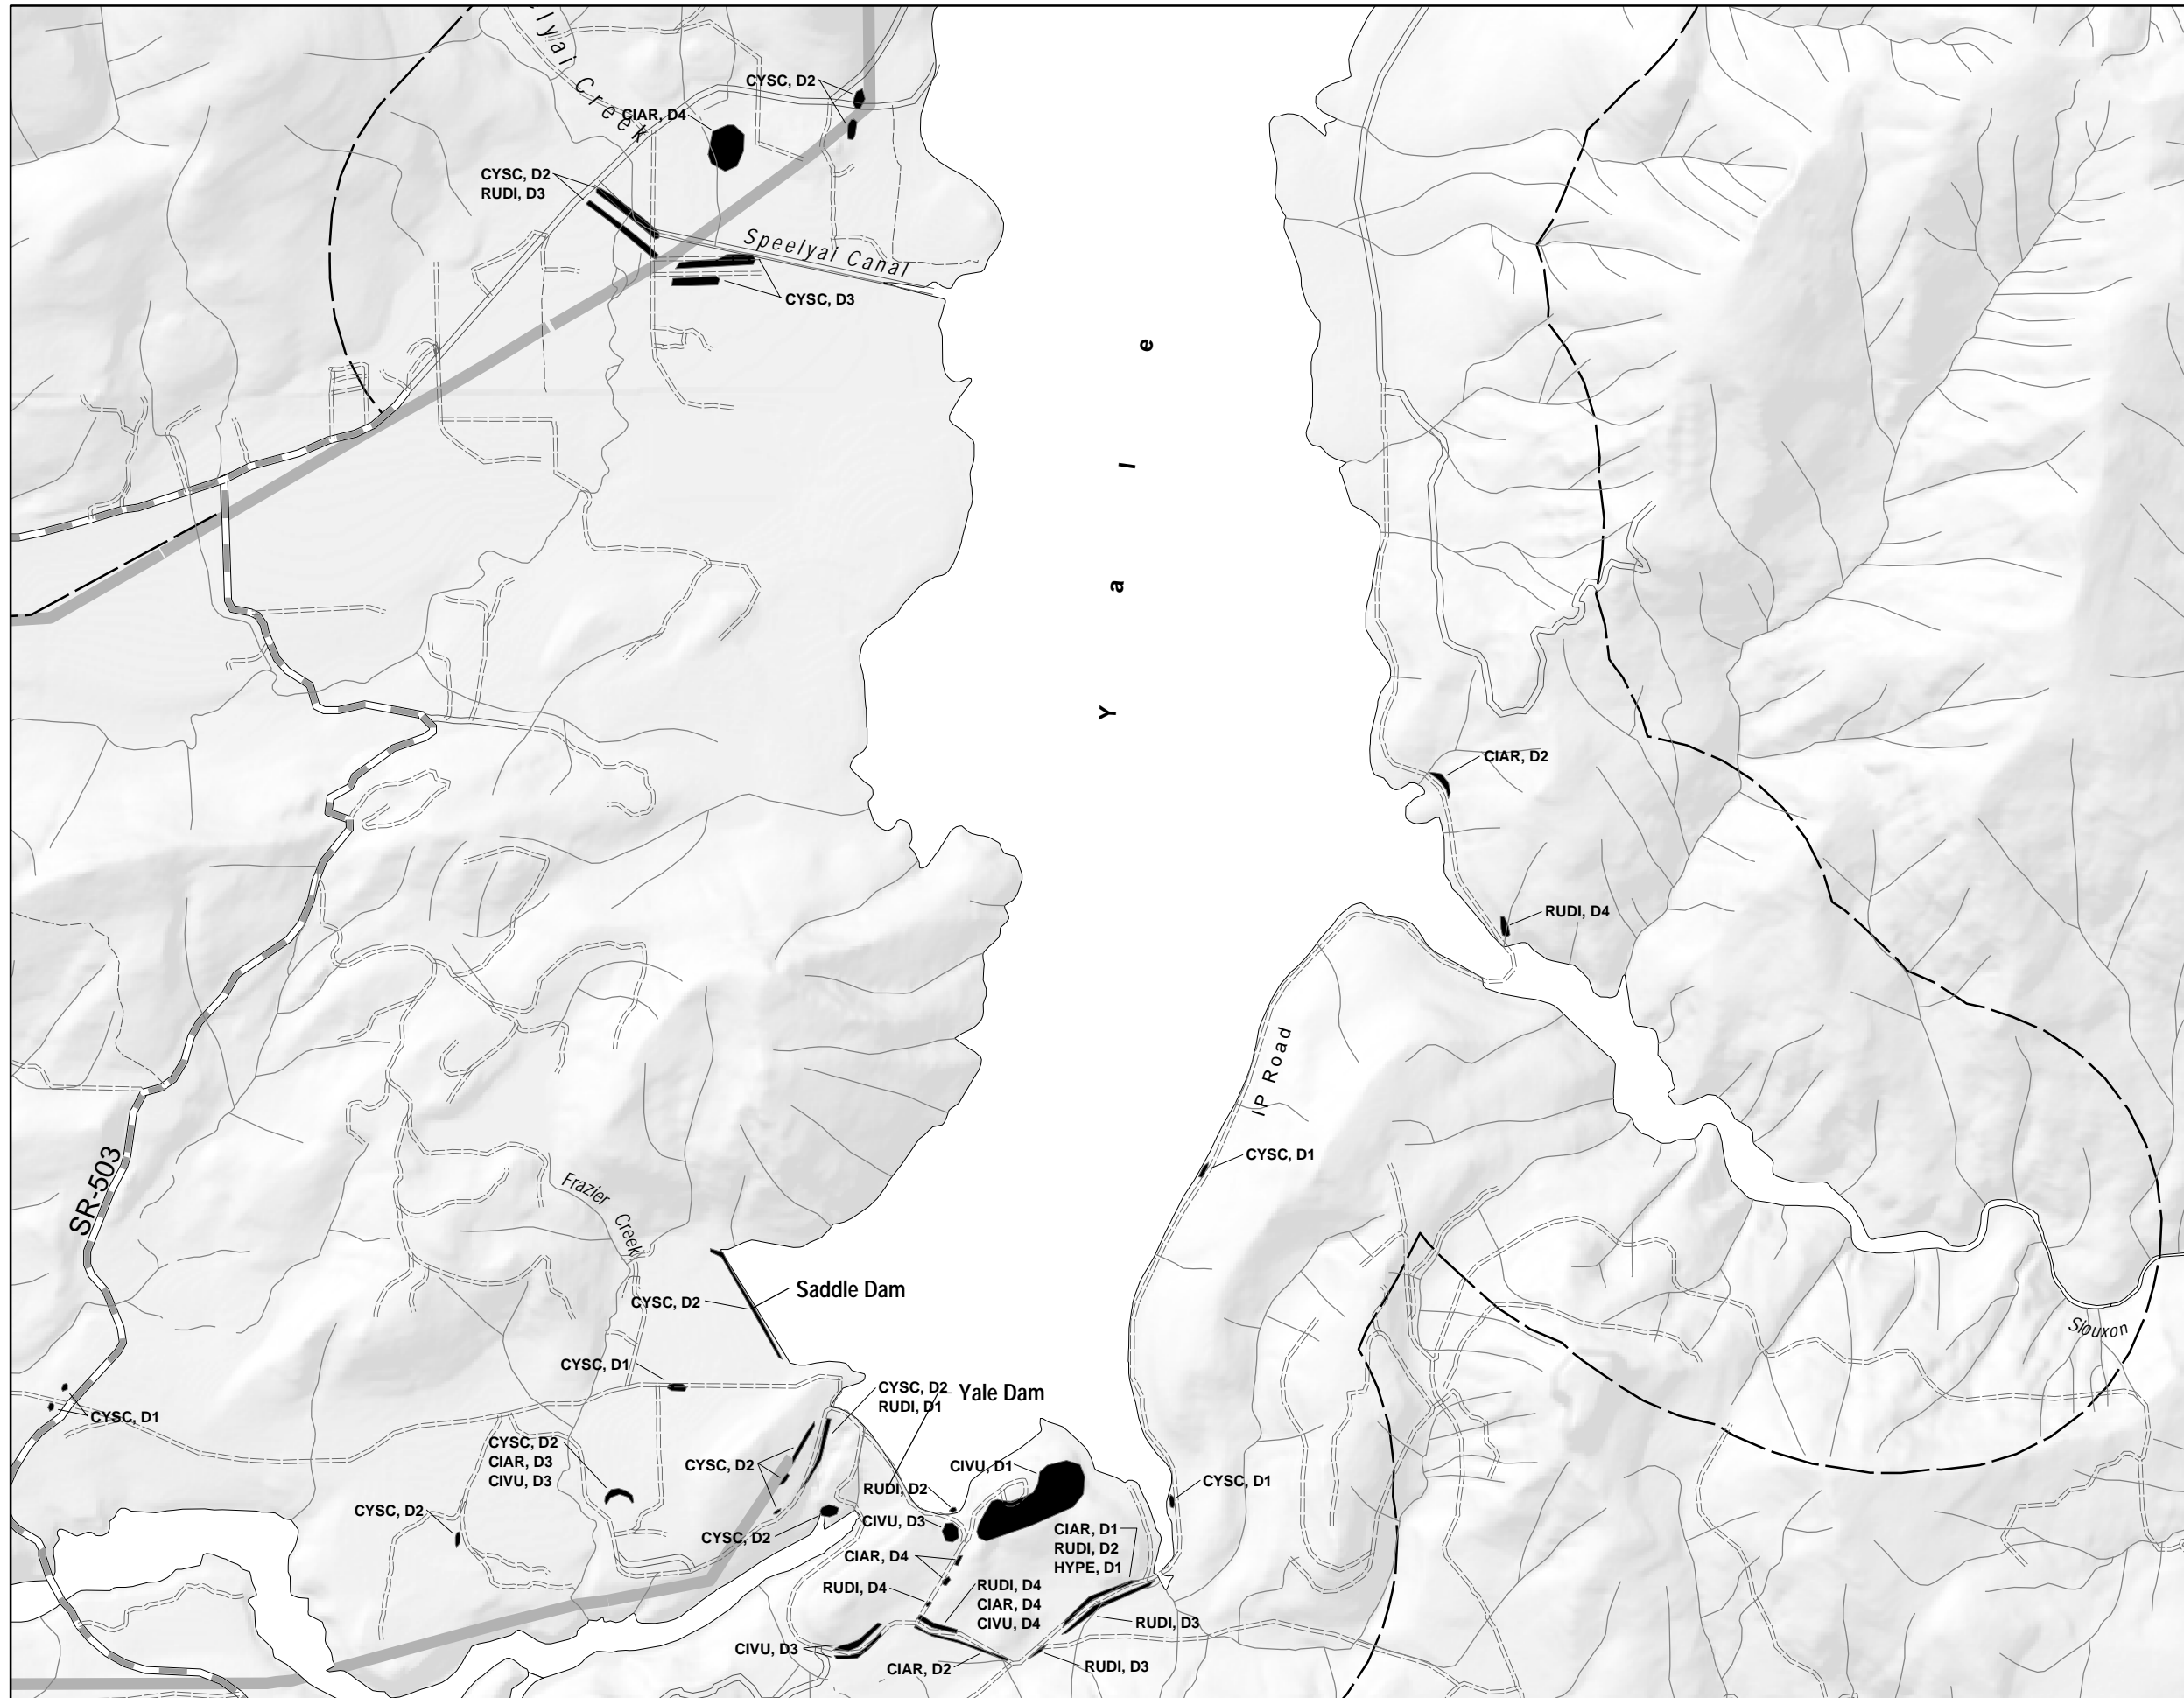 lyai Creek
CYSC, D2
CIAR, D4
CYSC, D2
RUDI, D3
Speelyai Canal
CYSC, D3
Yale
CIAR, D2
RUDI, D4
IP Road
CYSC, D1
SR-503
Frazier Creek
Saddle Dam
CYSC, D2
Siouxon
CYSC, D1
CYSC, D2
RUDI, D1
Yale Dam
CYSC, D1
CYSC, D2
CIAR, D3
CIVU, D3
CYSC, D2
CIVU, D1
CYSC, D1
RUDI, D2
CYSC, D2
CIVU, D3
CYSC, D2
CIAR, D1
RUDI, D2
HYPE, D1
CIAR, D4
RUDI, D4
RUDI, D4
CIAR, D4
CIVU, D4
RUDI, D3
CIVU, D3
CIAR, D2
RUDI, D3